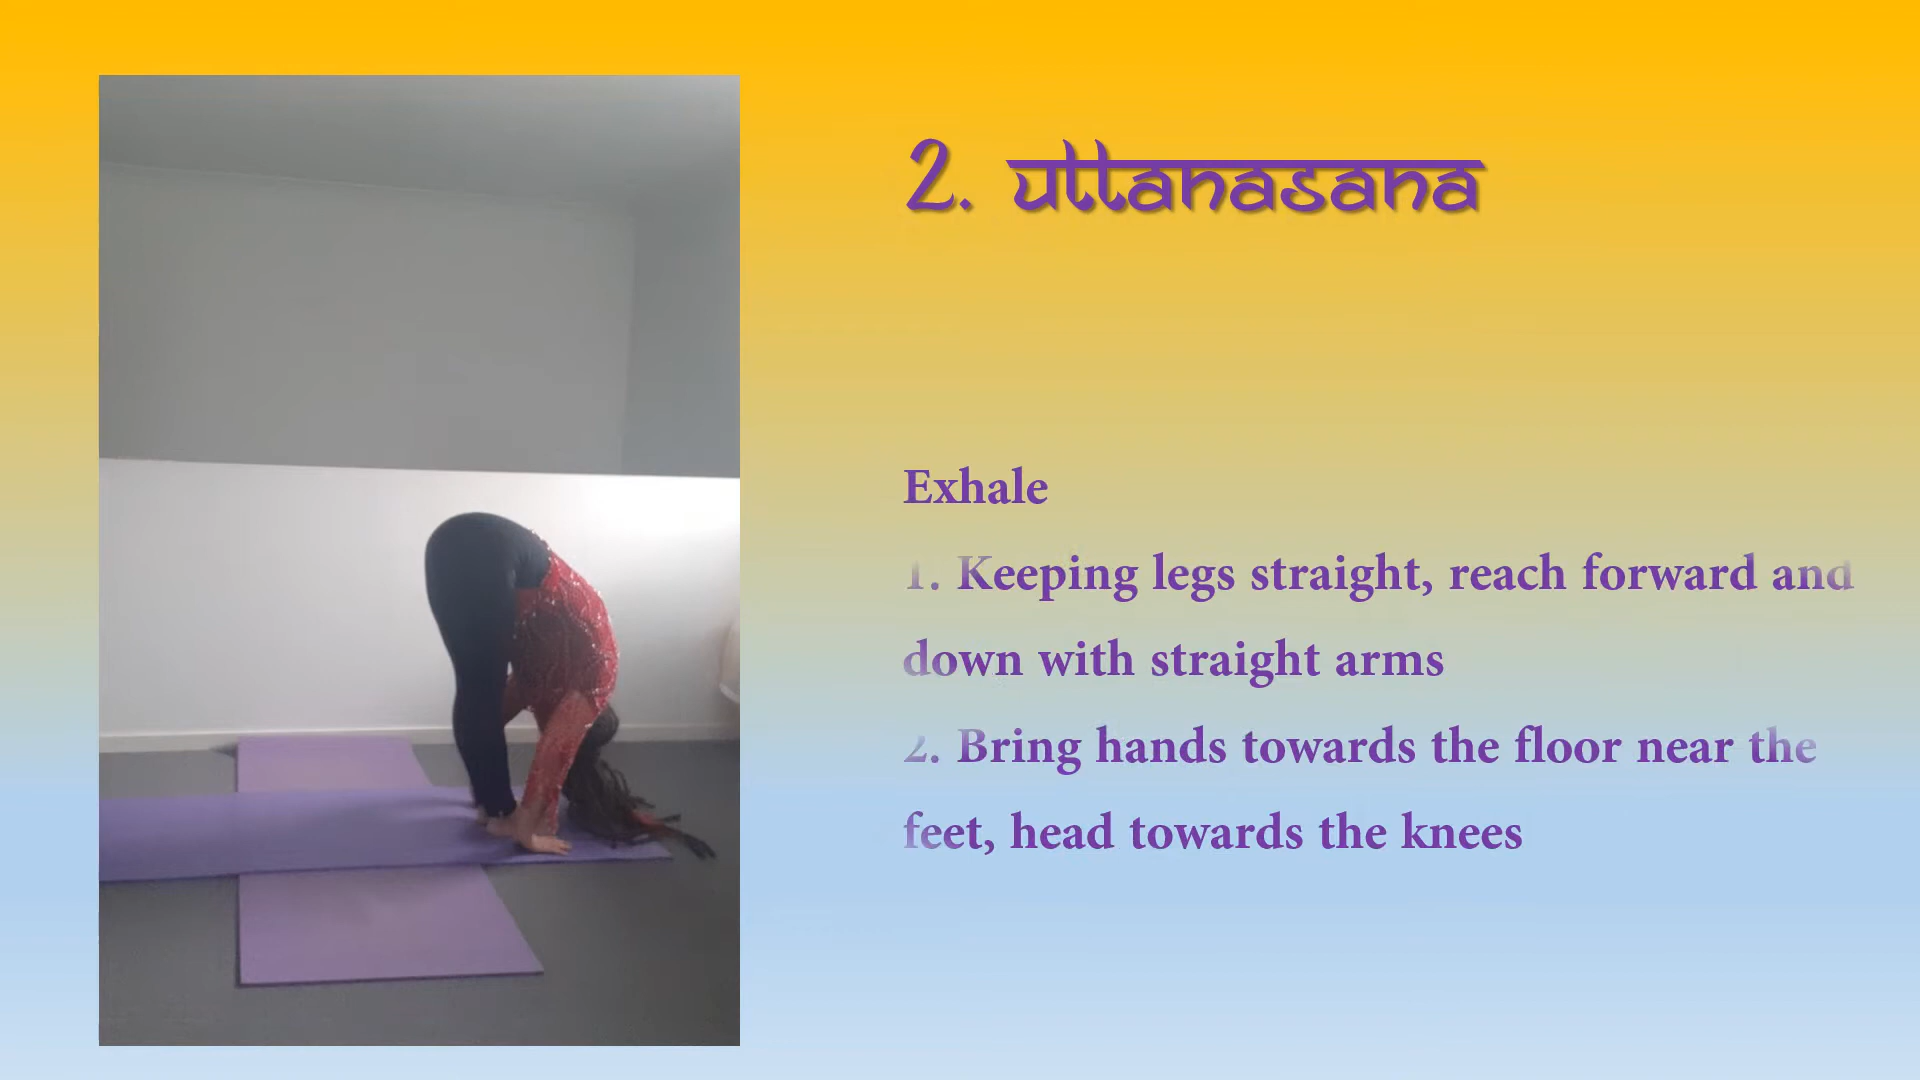 2. uttanasana
Exhale
1. Keeping legs straight, reach forward and
down with straight arms
2. Bring hands towards the floor near the
feet, head towards the knees